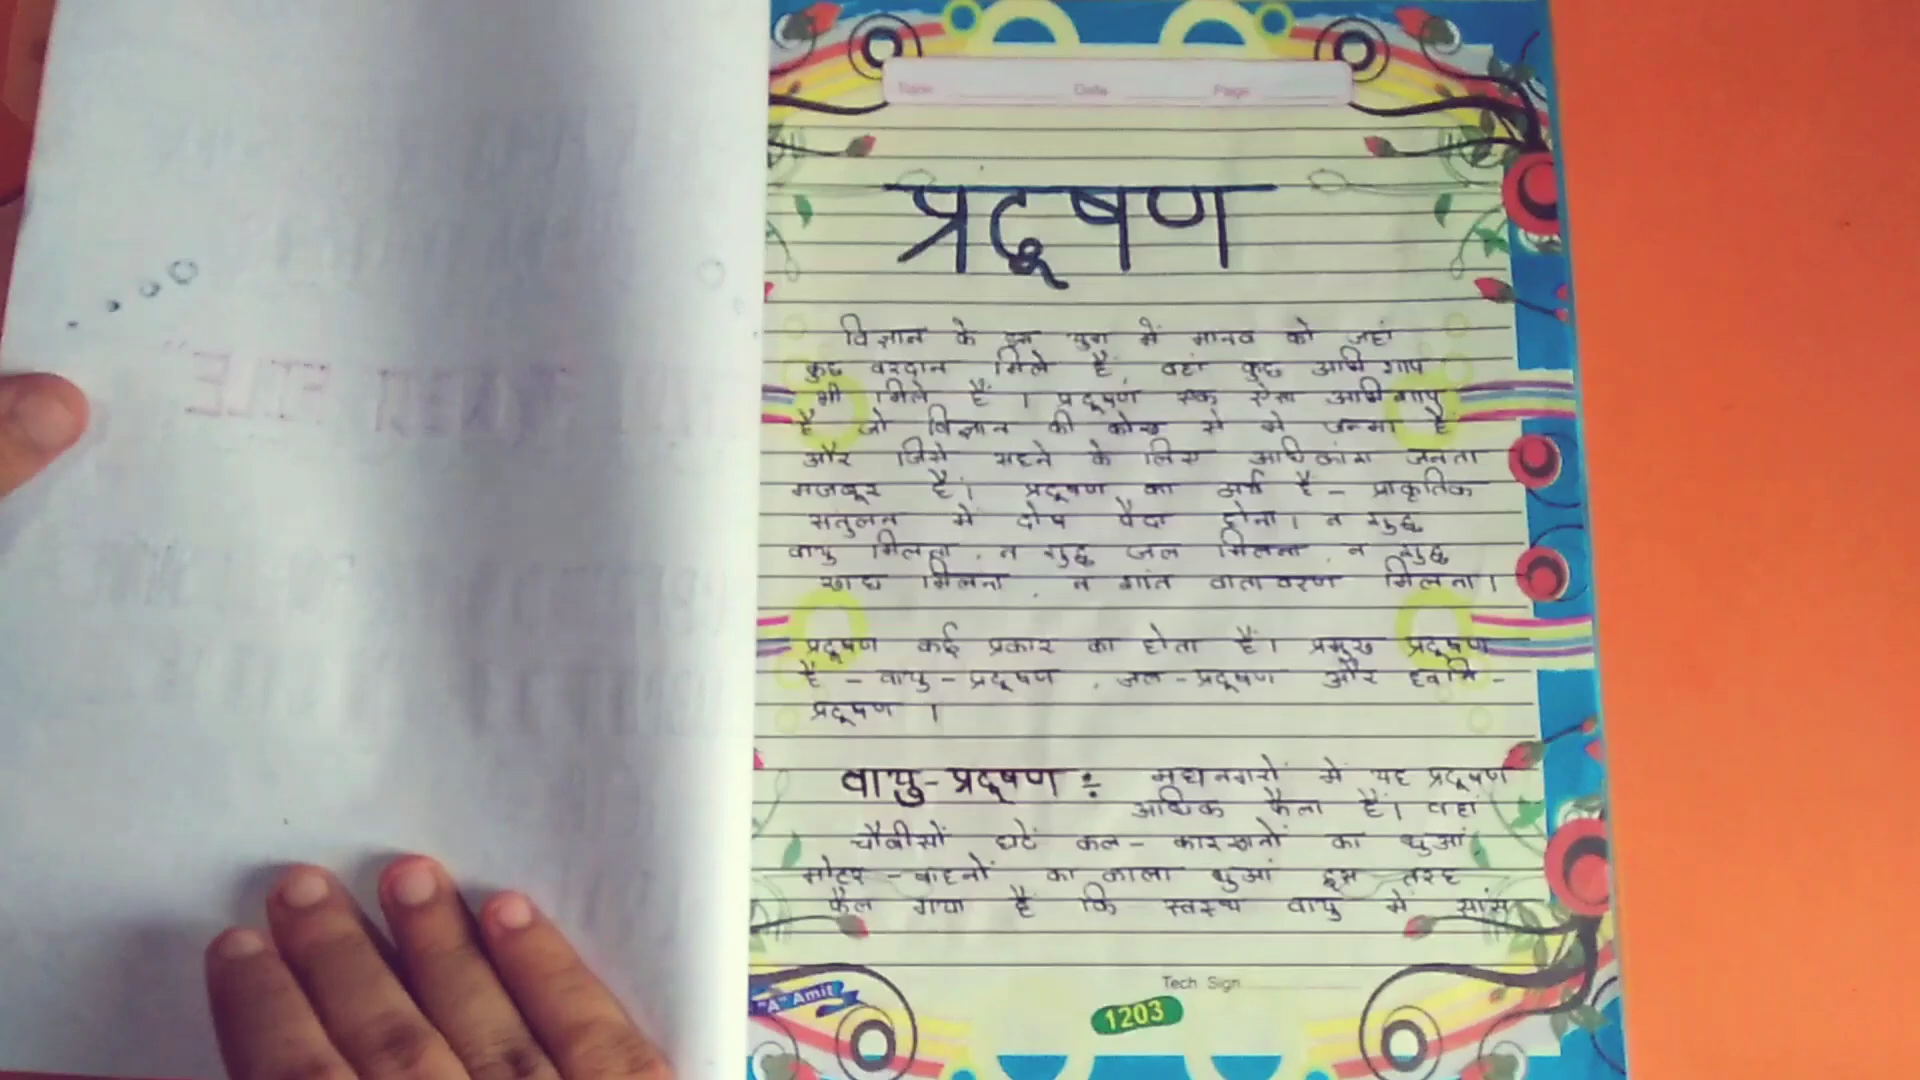 Topic Date Page
प्रदूषण
विज्ञान के इस युग में मानव को जहां
कुछ वरदान मिले हैं, वहां कुछ अभिशाप
भी मिले हैं । प्रदूषण एक ऐसा अभिशाप
है जो विज्ञान की कोख से से जन्मा है
और जिसे सहने के लिए अधिकांश जनता
मजबूर हैं। प्रदूषण का अर्थ है - प्राकृतिक
संतुलन में दोष पैदा होना। न शुद्ध
वायु मिलना, न शुद्ध जल मिलना, न शुद्ध
खाद्य मिलना, न शांत वातावरण मिलना।
प्रदूषण कई प्रकार का होता हैं। प्रमुख प्रदूषण
है - वायु - प्रदूषण , जल - प्रदूषण और ध्वनि -
प्रदूषण ।
वायु - प्रदूषण ÷ महानगरों में यह प्रदूषण
अधिक फैला हैं। वहां
चौबीसों घंटे कल - कारखनों का धुआं,
मोटर - वाहनों का काला धुआं इस तरह
फैल गया है कि स्वस्थ वायु में सांस
Tech Sign
"A" Amit
1203